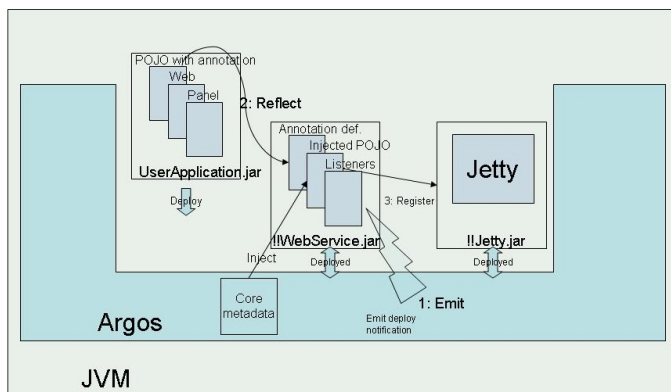 POJO with annotation
Web
Panel
2: Reflect
UserApplication.jar
Deploy
Annotation def.
Injected POJO
Listeners
!!WebService.jar
Deployed
Jetty
3: Register
!!Jetty.jar
Deployed
Inject
Core
metadata
1: Emit
Emit deploy
notification
Argos
JVM